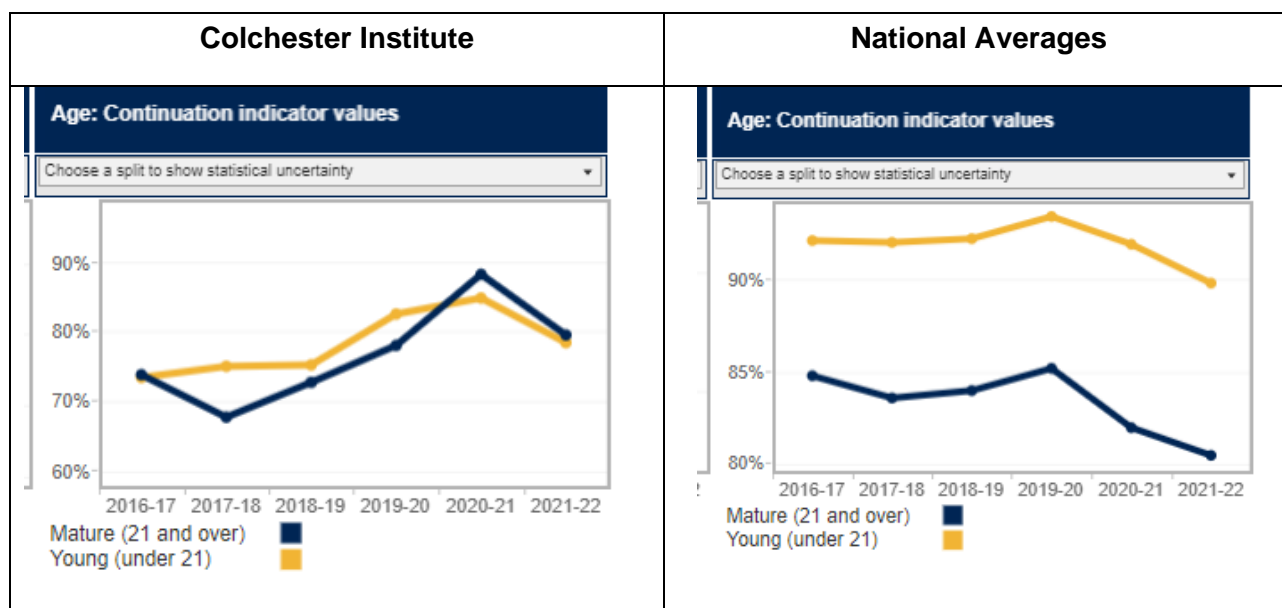 Colchester Institute
National Averages
Age: Continuation indicator values
Choose a split to show statistical uncertainty
90%
80%
70%
60%
2016-17 2017-18 2018-19 2019-20 2020-21 2021-22
Mature (21 and over)
Young (under 21)
Age: Continuation indicator values
Choose a split to show statistical uncertainty
90%
85%
80%
2016-17 2017-18 2018-19 2019-20 2020-21 2021-22
Mature (21 and over)
Young (under 21)